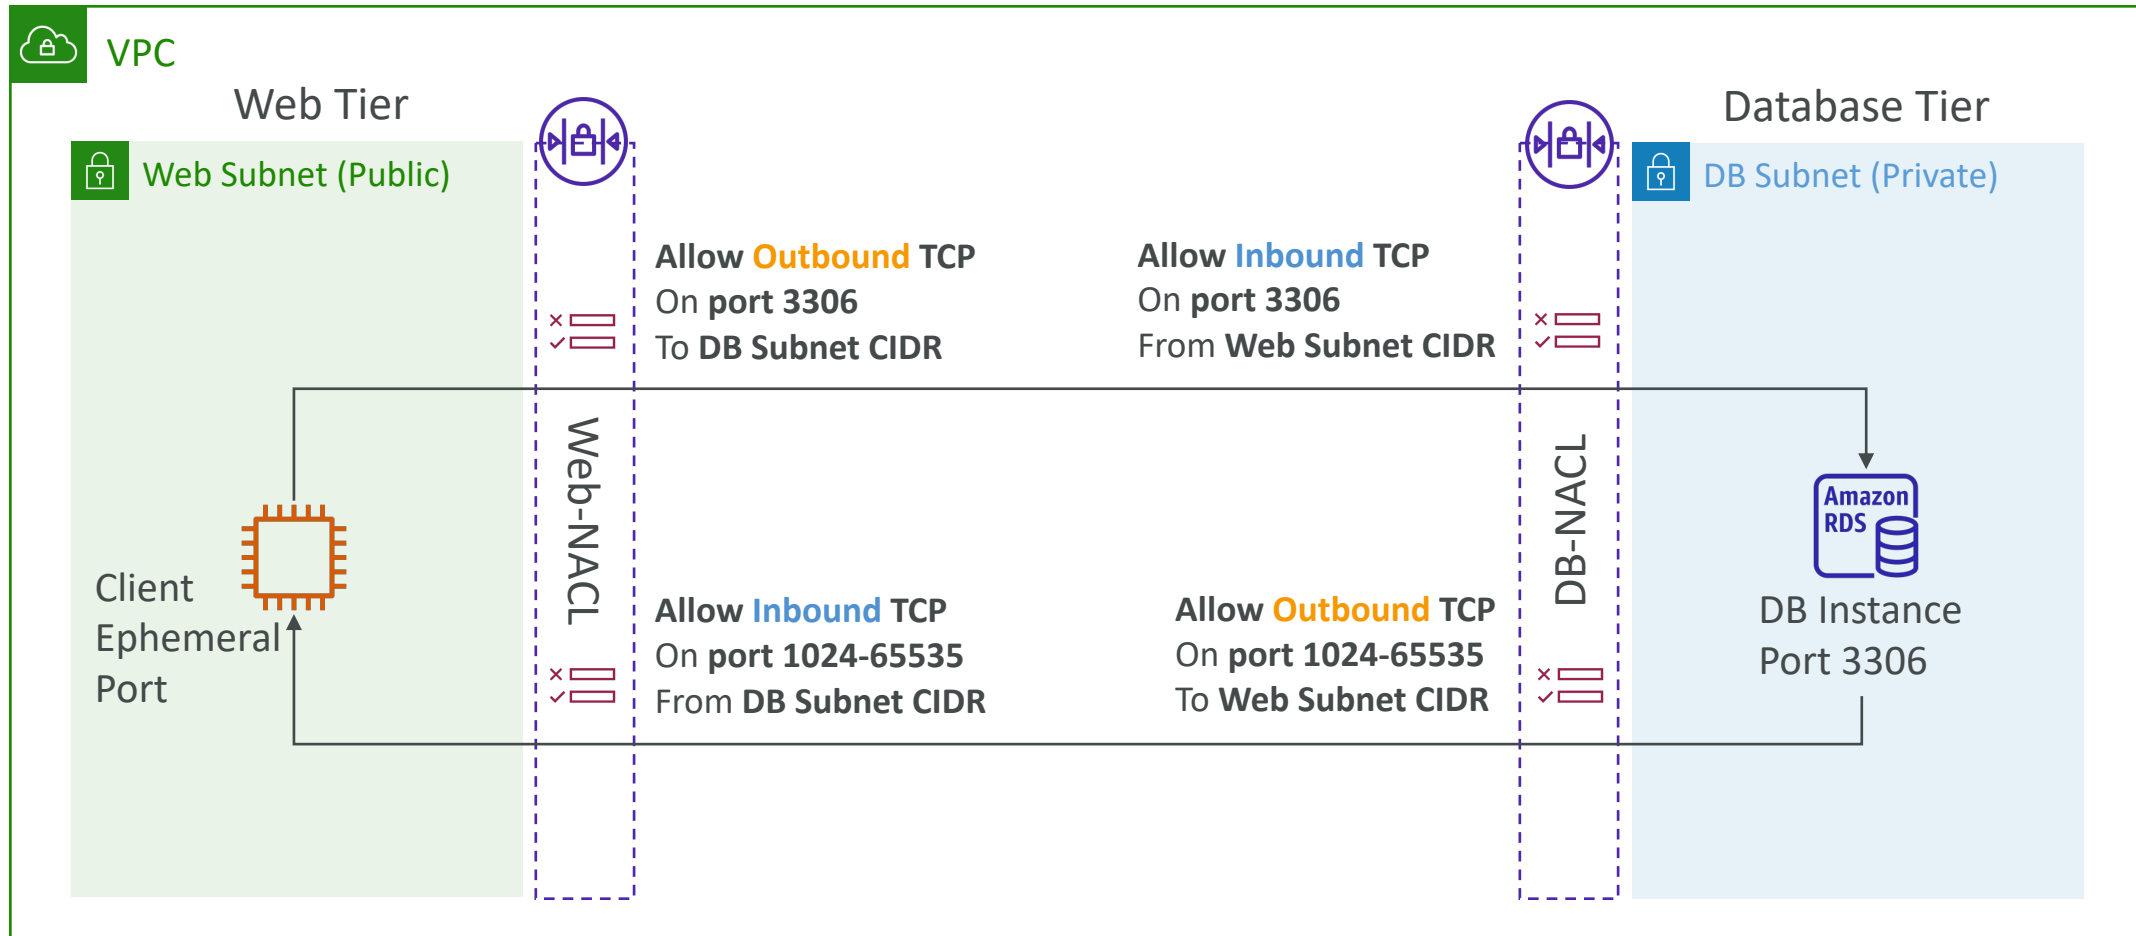 VPC
Web Tier
Database Tier
Web Subnet (Public)
DB Subnet (Private)
Allow Outbound TCP
On port 3306
To DB Subnet CIDR
Allow Inbound TCP
On port 3306
From Web Subnet CIDR
Web-NACL
DB-NACL
Amazon
RDS
Client
Ephemeral
Port
Allow Inbound TCP
On port 1024-65535
From DB Subnet CIDR
Allow Outbound TCP
On port 1024-65535
To Web Subnet CIDR
DB Instance
Port 3306